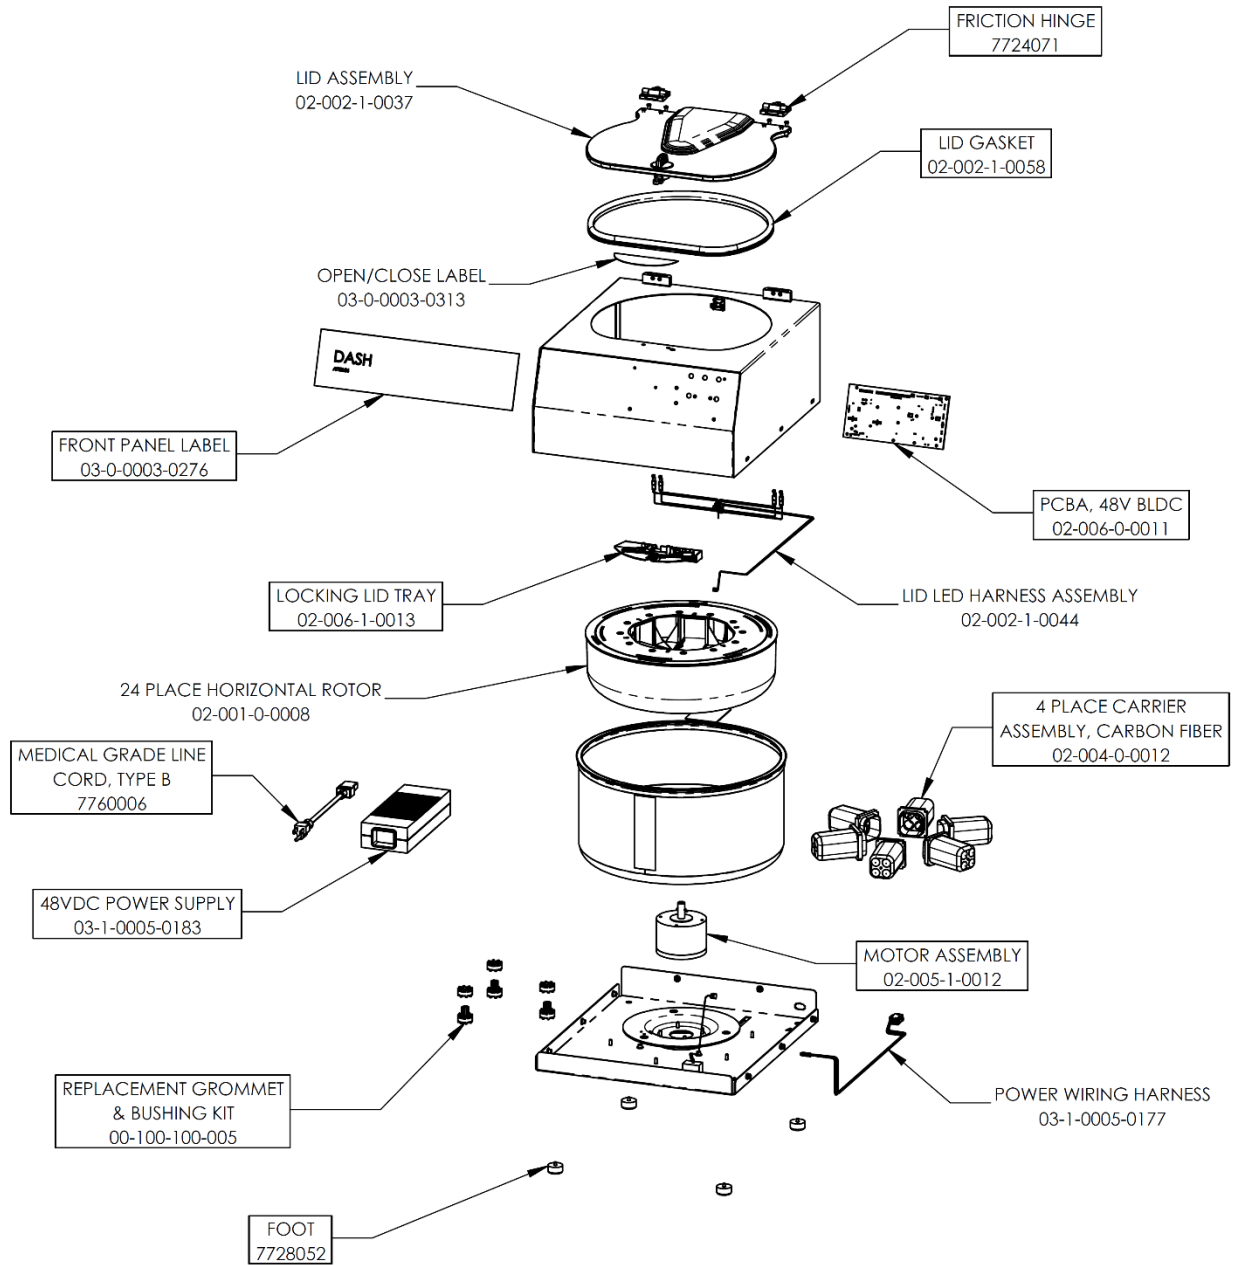 FRICTION HINGE
7724071
LID ASSEMBLY
02-002-1-0037
LID GASKET
02-002-1-0058
OPEN/CLOSE LABEL
03-0-0003-0313
DASH
FRONT PANEL LABEL
03-0-0003-0276
PCBA, 48V BLDC
02-006-0-0011
LOCKING LID TRAY
02-006-1-0013
LID LED HARNESS ASSEMBLY
02-002-1-0044
24 PLACE HORIZONTAL ROTOR
02-001-0-0008
4 PLACE CARRIER
ASSEMBLY, CARBON FIBER
02-004-0-0012
MEDICAL GRADE LINE
CORD, TYPE B
7760006
48VDC POWER SUPPLY
03-1-0005-0183
MOTOR ASSEMBLY
02-005-1-0012
REPLACEMENT GROMMET
& BUSHING KIT
00-100-100-005
POWER WIRING HARNESS
03-1-0005-0177
FOOT
7728052